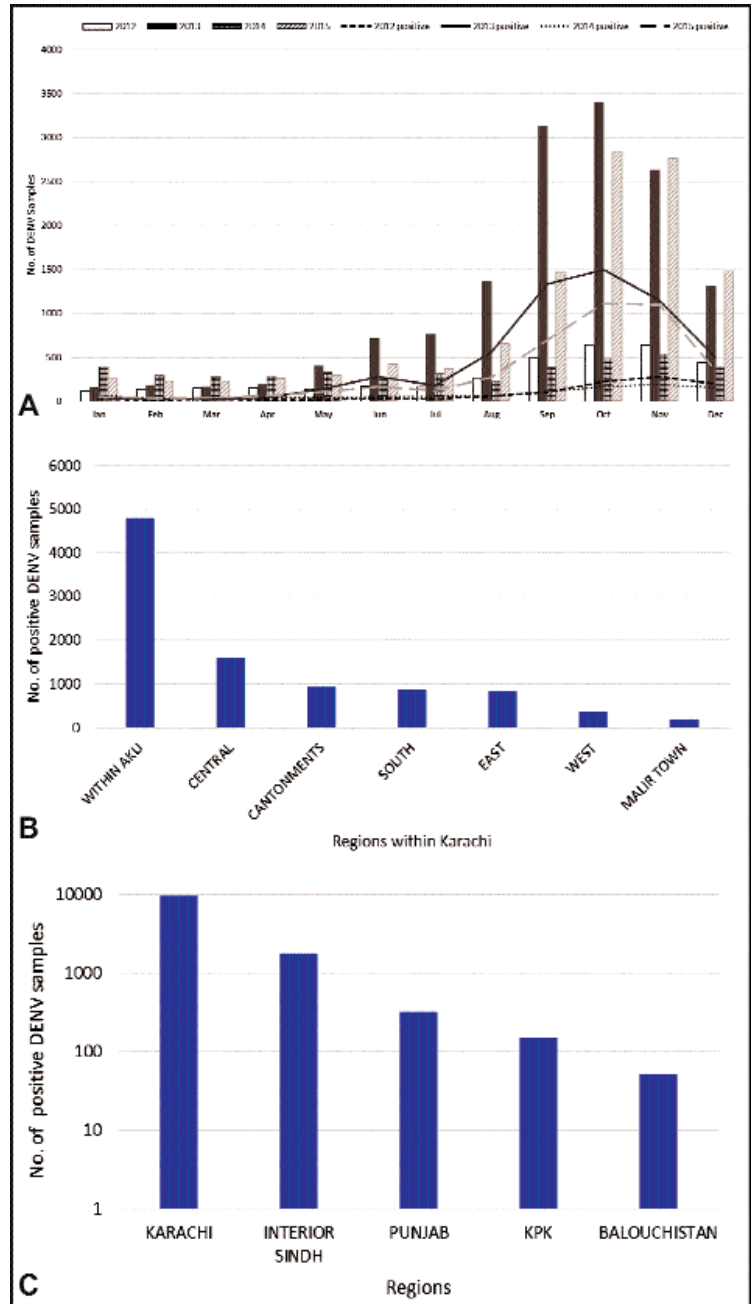 2012 2013 2014 2015 2012 positive 2013 positive 2014 positive 2015 positive
4000
3500
3000
2500
2000
1500
1000
500
0
No. of DENV Samples
Jan Feb Mar Apr May Jun Jul Aug Sep Oct Nov Dec
A
6000
5000
4000
3000
2000
1000
0
No. of positive DENV samples
WITHIN AKU CENTRAL CANTONMENTS SOUTH EAST WEST MALIR TOWN
Regions within Karachi
B
10000
1000
100
10
1
No. of positive DENV samples
KARACHI INTERIOR PUNJAB KPK BALOUCHISTAN
SINDH
Regions
C